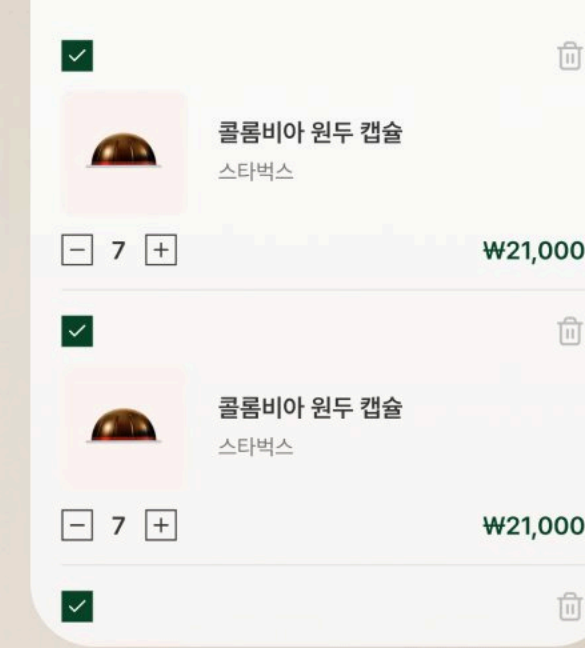 콜롬비아 원두 캡슐
스타벅스
7
₩21,000
콜롬비아 원두 캡슐
스타벅스
7
₩21,000